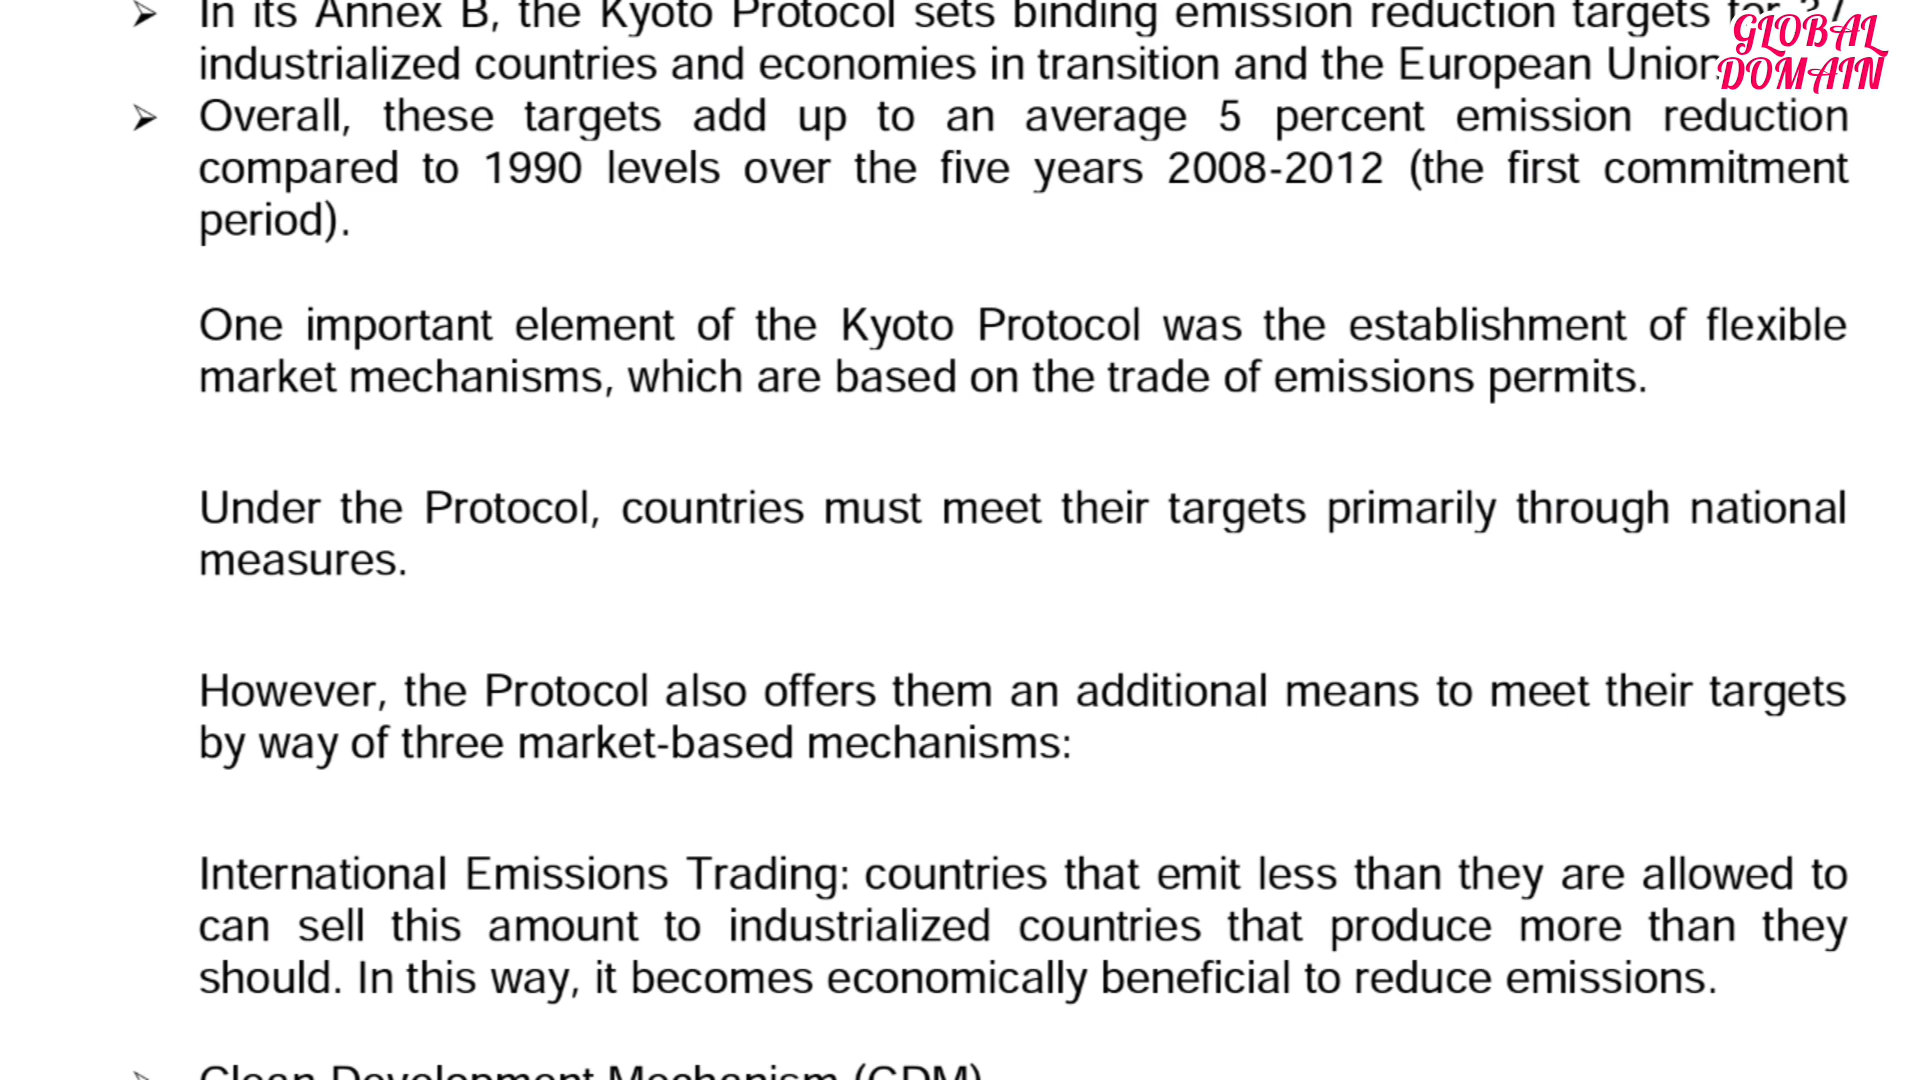 ➢ In its Annex B, the Kyoto Protocol sets binding emission reduction targets for 37
GLOBAL
DOMAIN
industrialized countries and economies in transition and the European Union.
➢ Overall, these targets add up to an average 5 percent emission reduction
compared to 1990 levels over the five years 2008-2012 (the first commitment
period).
One important element of the Kyoto Protocol was the establishment of flexible
market mechanisms, which are based on the trade of emissions permits.
Under the Protocol, countries must meet their targets primarily through national
measures.
However, the Protocol also offers them an additional means to meet their targets
by way of three market-based mechanisms:
International Emissions Trading: countries that emit less than they are allowed to
can sell this amount to industrialized countries that produce more than they
should. In this way, it becomes economically beneficial to reduce emissions.
➢ Clean Development Mechanism (CDM)